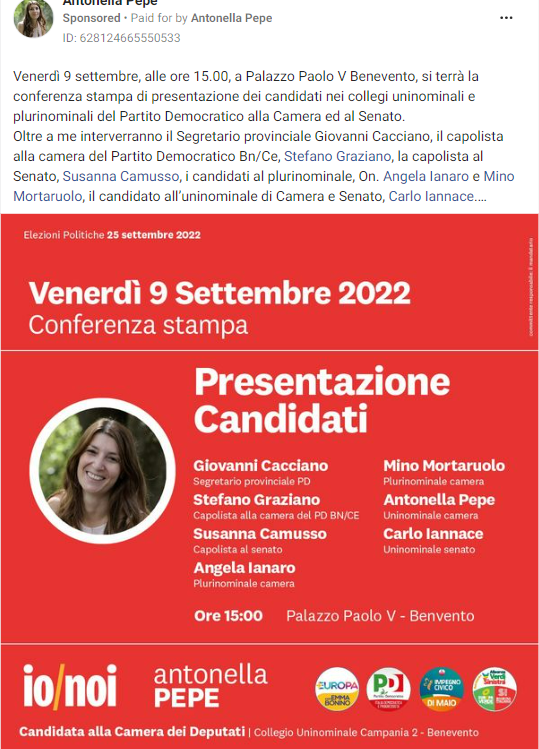 Antonella Pepe
Sponsored • Paid for by Antonella Pepe
ID: 628124665550533
Venerdì 9 settembre, alle ore 15.00, a Palazzo Paolo V Benevento, si terrà la
conferenza stampa di presentazione dei candidati nei collegi uninominali e
plurinominali del Partito Democratico alla Camera ed al Senato.
Oltre a me interverranno il Segretario provinciale Giovanni Cacciano, il capolista
alla camera del Partito Democratico Bn/Ce, Stefano Graziano, la capolista al
Senato, Susanna Camusso, i candidati al plurinominale, On. Angela Ianaro e Mino
Mortaruolo, il candidato all'uninominale di Camera e Senato, Carlo Iannace....
Elezioni Politiche 25 settembre 2022
committente responsabile: il mandatario
Venerdì 9 Settembre 2022
Conferenza stampa
Presentazione
Candidati
Giovanni Cacciano
Segretario provinciale PD
Stefano Graziano
Capolista alla camera del PD BN/CE
Susanna Camusso
Capolista al senato
Angela Ianaro
Plurinominale camera
Mino Mortaruolo
Plurinominale camera
Antonella Pepe
Uninominale camera
Carlo Iannace
Uninominale senato
Ore 15:00 Palazzo Paolo V - Benvento
io/noi
antonella
PEPE
+EUROPA
EMMA
BONINO
PD
Partito Democratico
IMPEGNO
CIVICO
DI MAIO
Alleanza
Verdi
Sinistra
SI
Candidata alla Camera dei Deputati | Collegio Uninominale Campania 2 - Benevento